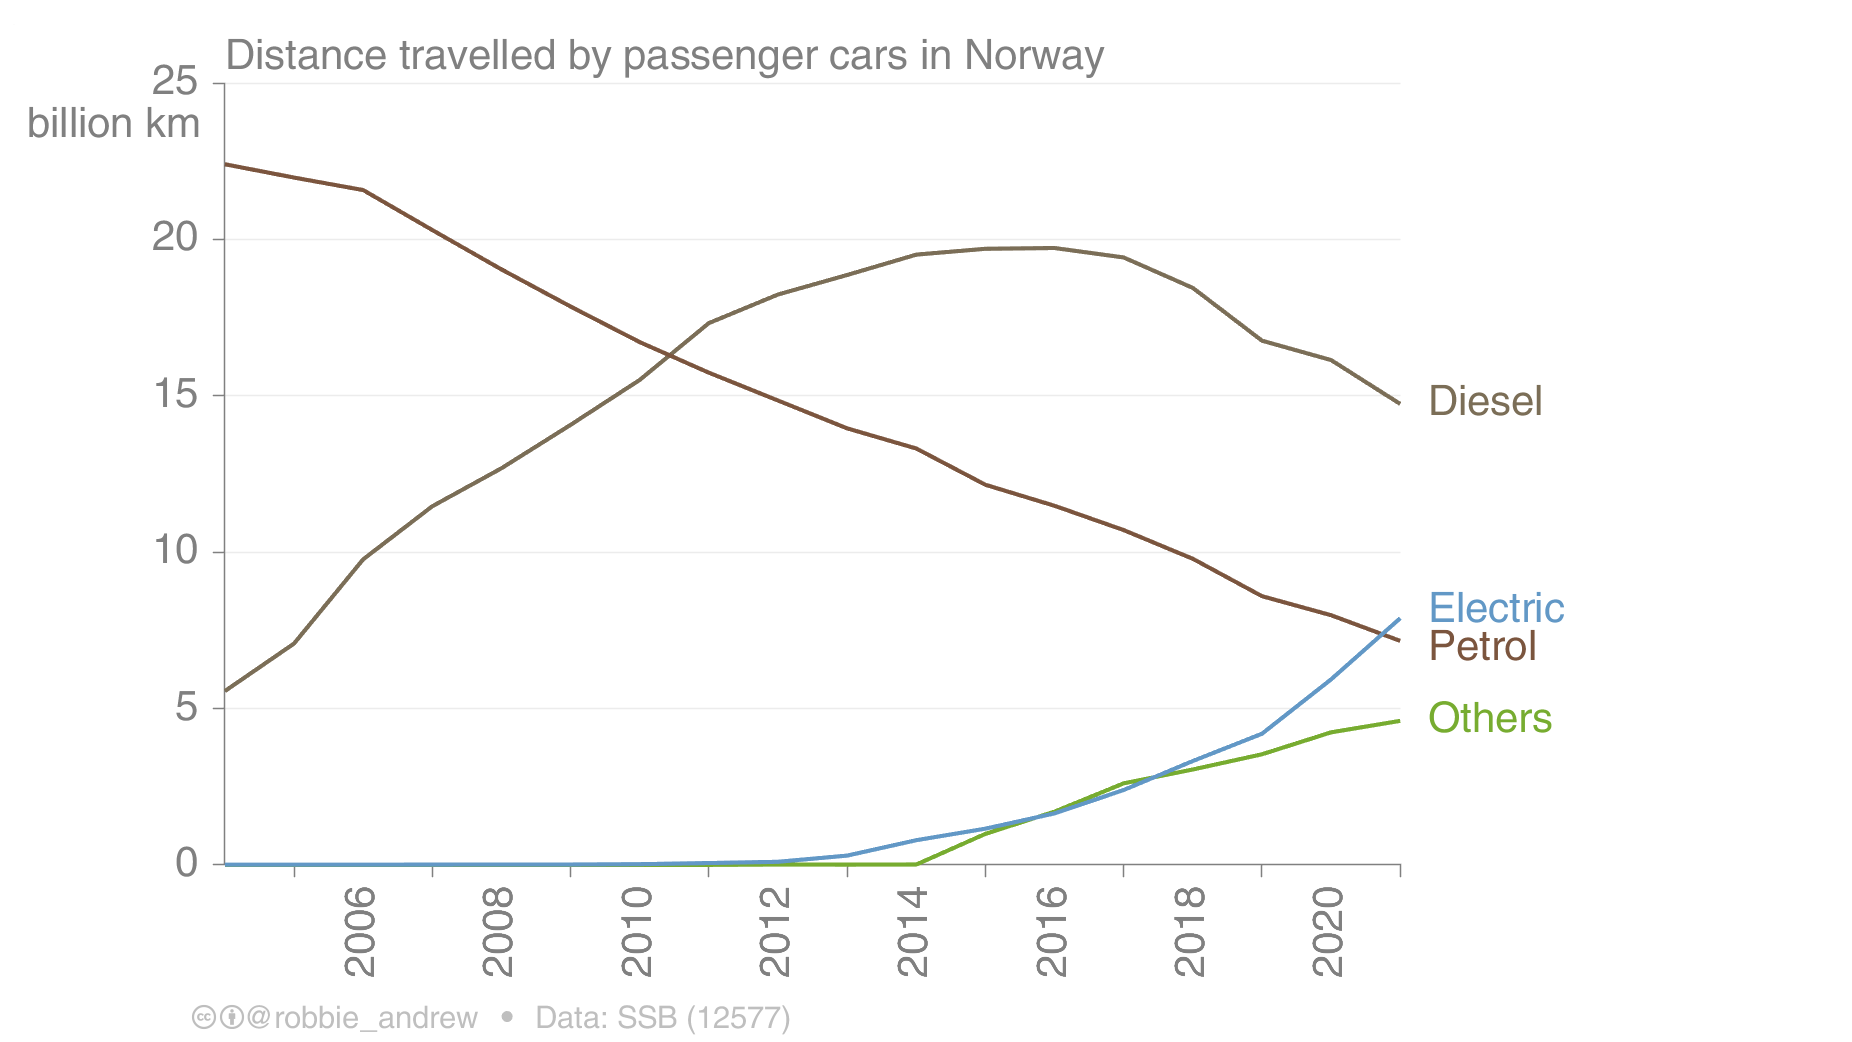 Distance travelled by passenger cars in Norway
25
billion km
20
15
10
5
0
Diesel
Electric
Petrol
Others
2006 2008 2010 2012 2014 2016 2018 2020
@robbie_andrew • Data: SSB (12577)